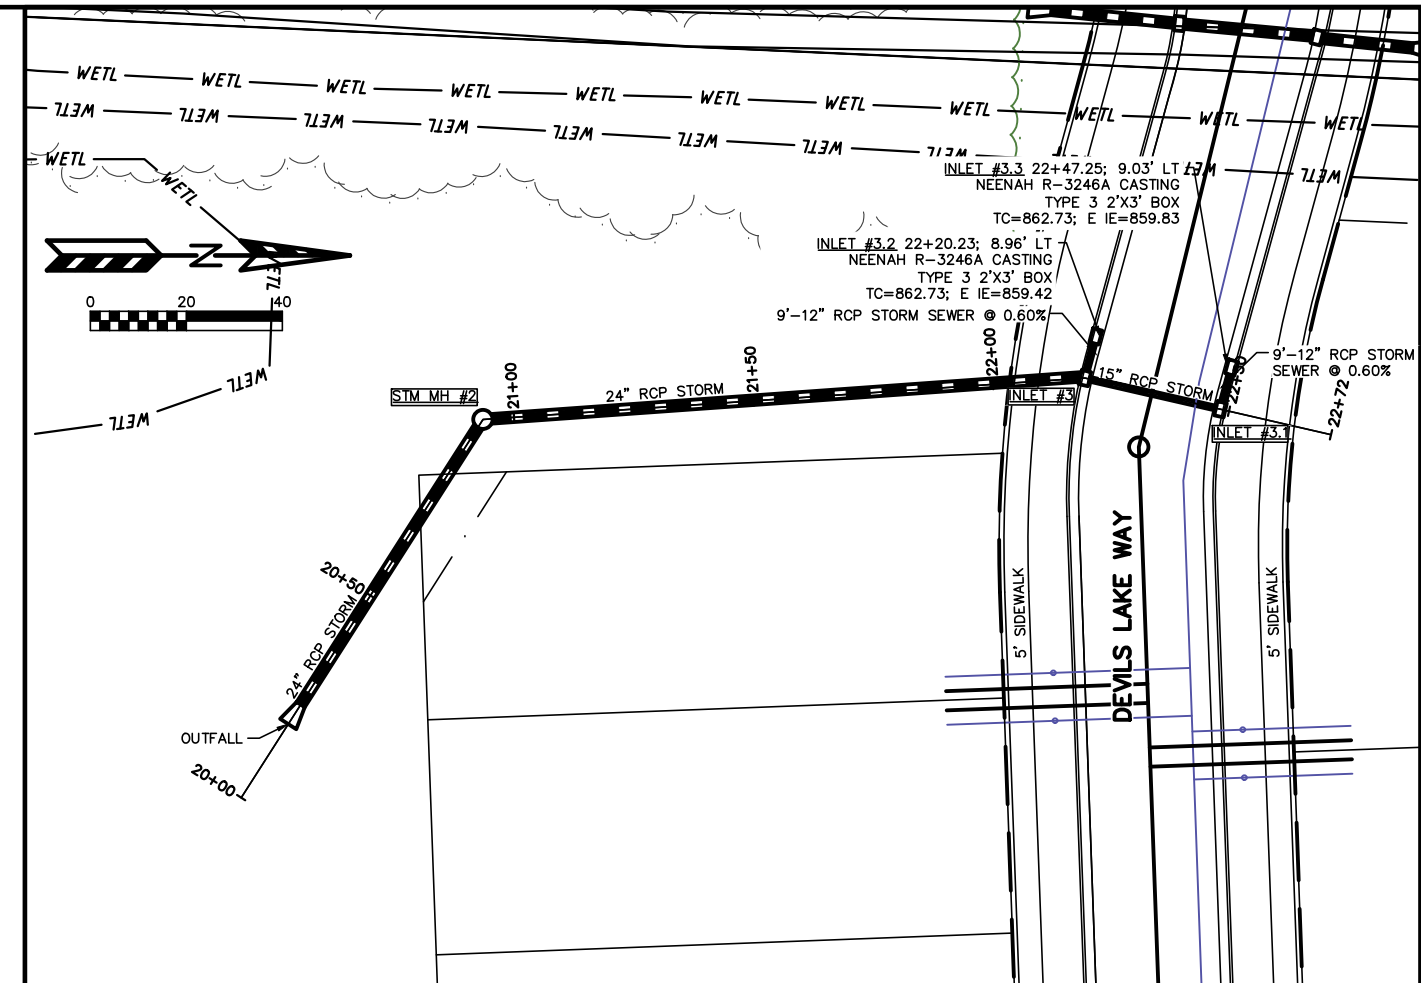 WETL WETL WETL WETL WETL WETL WETL WETL WETL WETL WETL
WETL WETL WETL WETL WETL WETL WETL WETL WETL WETL
WETL
WETL
WETL
WETL
WETL
N
0 20 40
INLET #3.3 22+47.25; 9.03' LT
NEENAH R-3246A CASTING
TYPE 3 2'X3' BOX
TC=862.73; E IE=859.83
INLET #3.2 22+20.23; 8.96' LT
NEENAH R-3246A CASTING
TYPE 3 2'X3' BOX
TC=862.73; E IE=859.42
9'-12" RCP STORM SEWER @ 0.60%
9'-12" RCP STORM
SEWER @ 0.60%
STM MH #2
21+00
24" RCP STORM
21+50
22+00
INLET #3
15" RCP STORM
22+50
22+72
INLET #3.1
20+50
24" RCP STORM
OUTFALL
20+00
5' SIDEWALK
DEVILS LAKE WAY
5' SIDEWALK